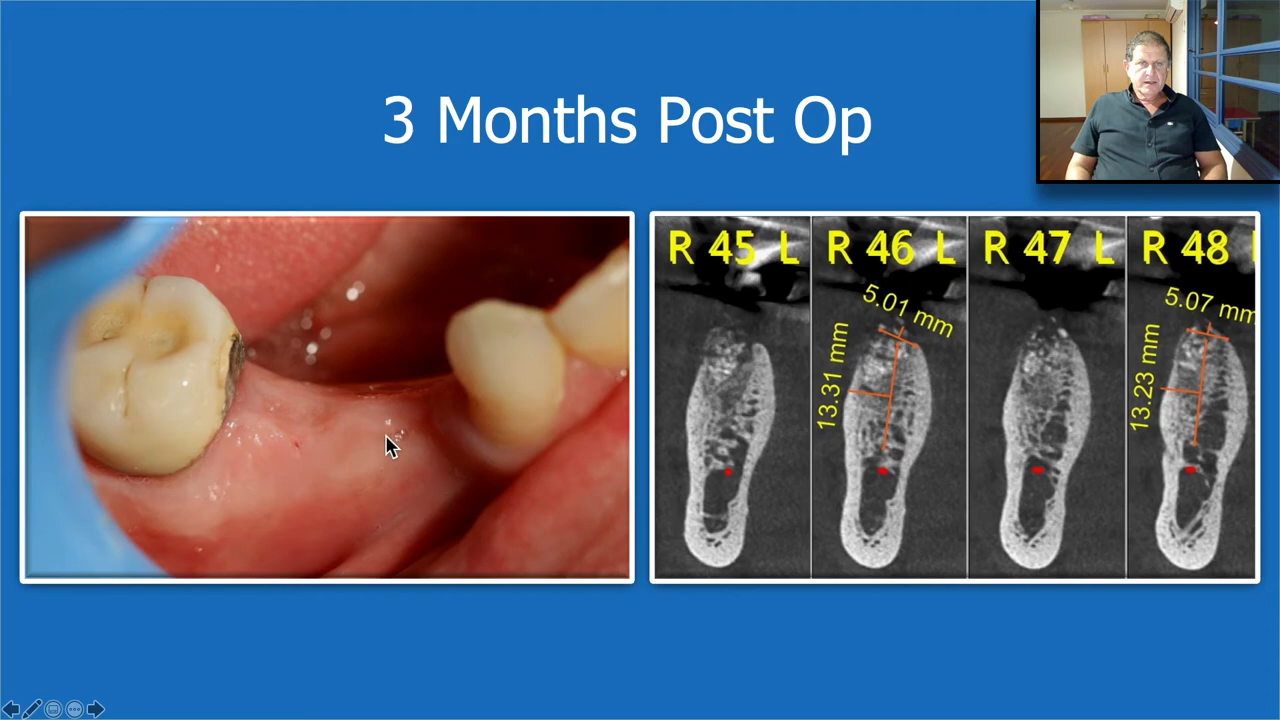 3 Months Post Op
R 45 L
R 46 L
R 47 L
R 48
5.01 mm
13.31 mm
5.07 mm
13.23 mm